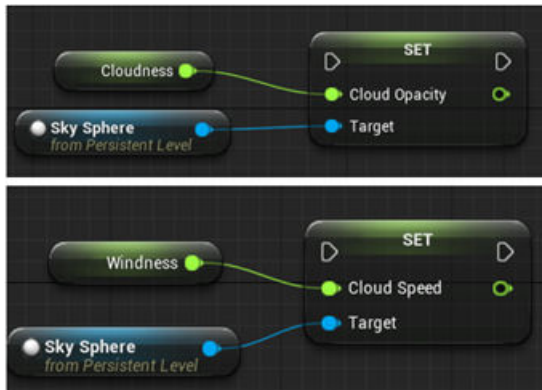 SET
Cloudness
Cloud Opacity
Sky Sphere
from Persistent Level
Target
SET
Windness
Cloud Speed
Target
Sky Sphere
from Persistent Level